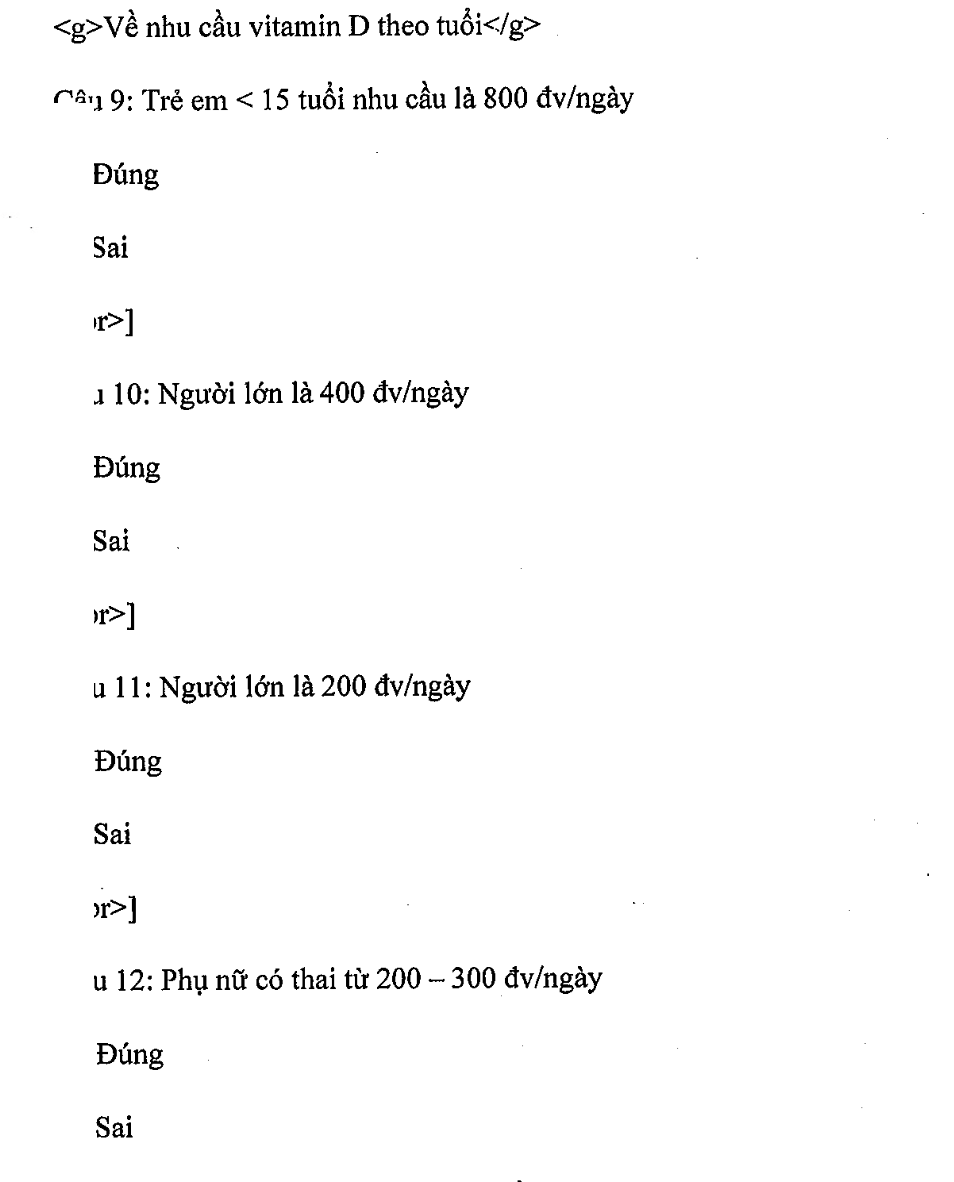 <g>Về nhu cầu vitamin D theo tuổi</g>
Câu 9: Trẻ em < 15 tuổi nhu cầu là 800 đv/ngày
Đúng
Sai
r>]
10: Người lớn là 400 đv/ngày
Đúng
Sai
r>]
u 11: Người lớn là 200 đv/ngày
Đúng
Sai
r>]
u 12: Phụ nữ có thai từ 200 – 300 đv/ngày
Đúng
Sai